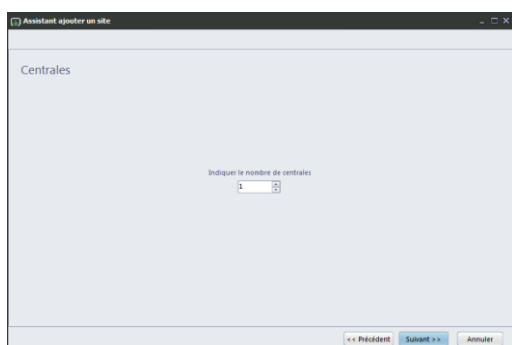 Assistant ajouter un site
Centrales
Indiquer le nombre de centrales
1
<< Précédent Suivant >> Annuler